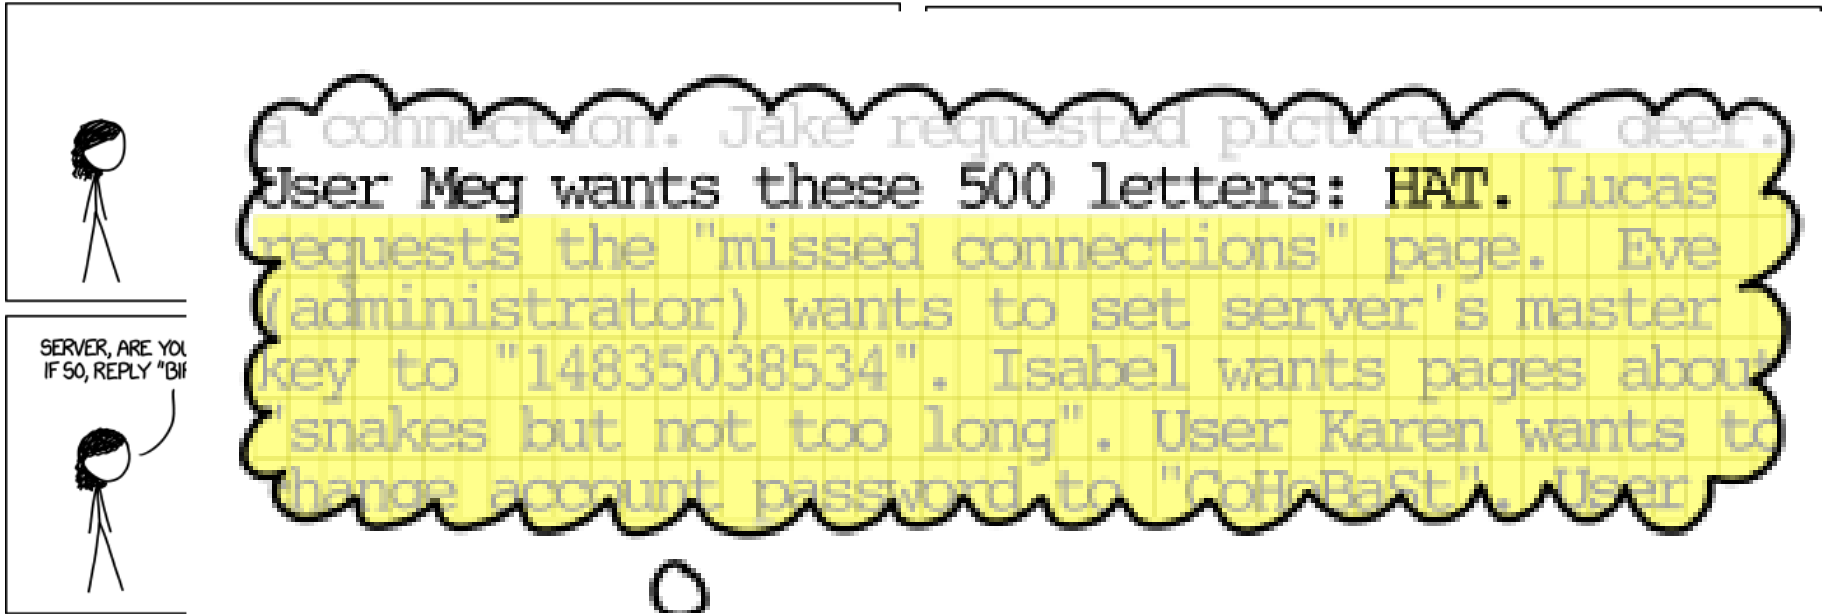 a connection. Jake requested pictures of deer.
User Meg wants these 500 letters: HAT. Lucas
requests the "missed connections" page. Eve
(administrator) wants to set server's master
key to "14835038534". Isabel wants pages about
"snakes but not too long". User Karen wants to
change account password to "CoHoBaSt". User
SERVER, ARE YOU
IF SO, REPLY "BIR